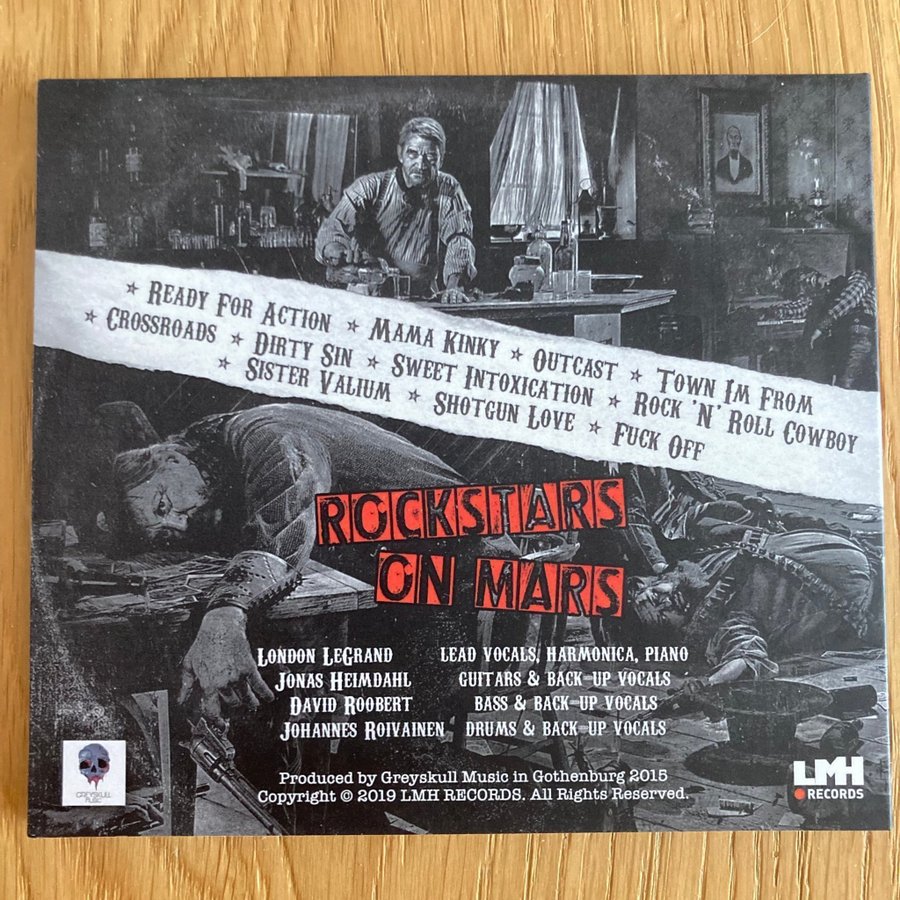 ★ Ready For Action ★ Mama Kinky ★ Outcast ★ Town Im From
★ Crossroads ★ Dirty Sin ★ Sweet Intoxication ★ Rock 'N' Roll Cowboy
★ Sister Valium ★ Shotgun Love ★ Fuck Off
ROCKSTARS
ON MARS
London LeGrand lead vocals, harmonica, piano
Jonas Heimdahl guitars & back-up vocals
David Roobert bass & back-up vocals
Johannes Roivainen drums & back-up vocals
Produced by Greyskull Music in Gothenburg 2015
Copyright © 2019 LMH RECORDS. All Rights Reserved.
GREYSKULL
MUSIC
LMH
RECORDS